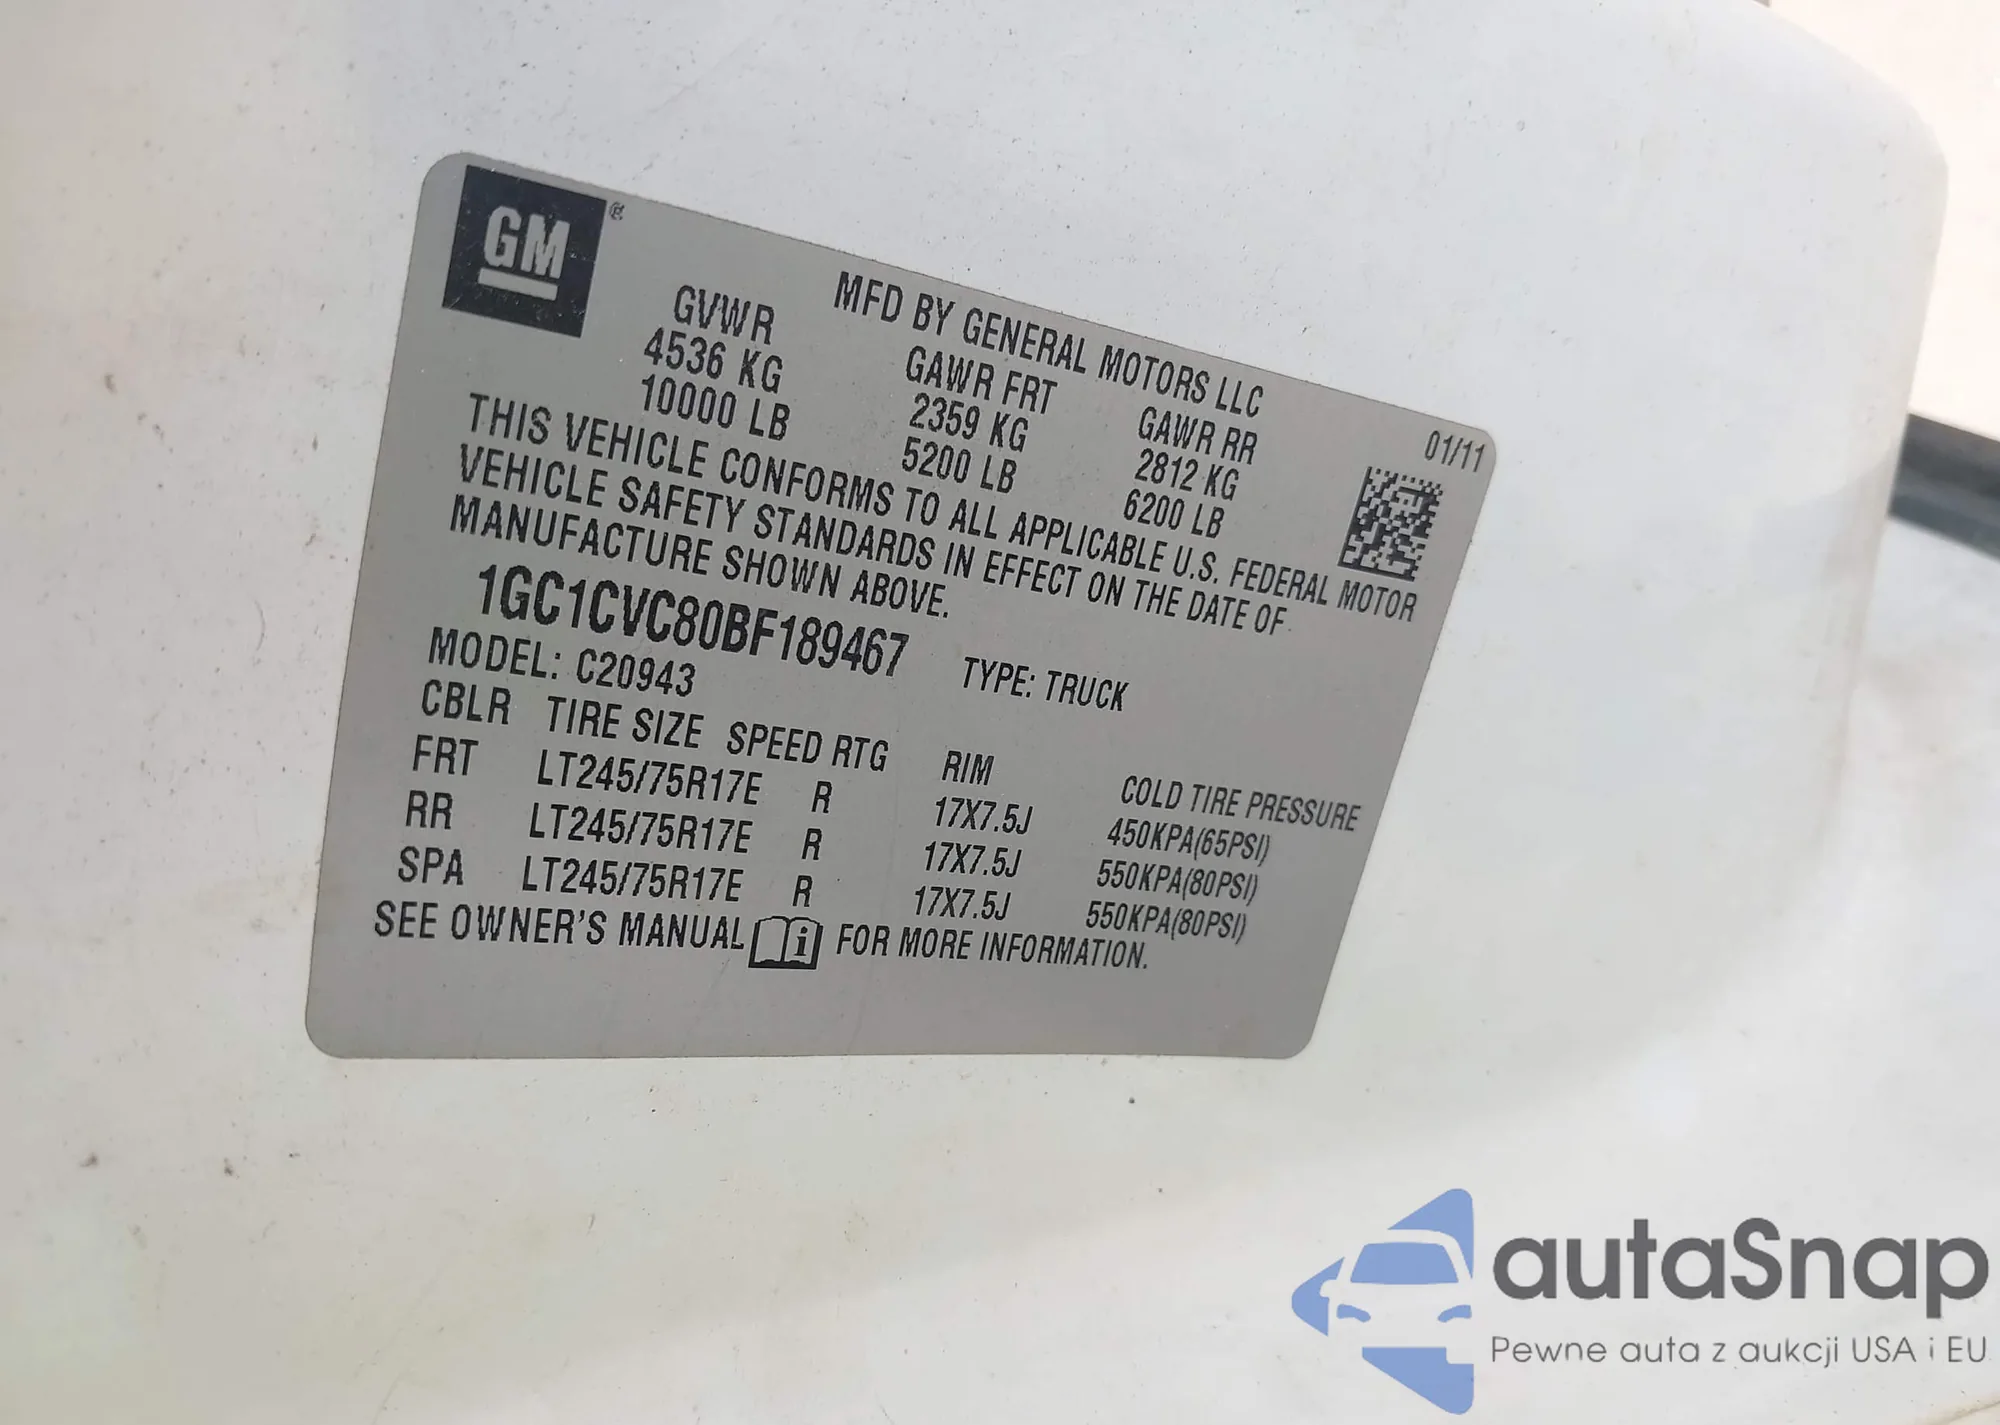 GM ®
MFD BY GENERAL MOTORS LLC
01/11
GVWR GAWR FRT GAWR RR
4536 KG 2359 KG 2812 KG
10000 LB 5200 LB 6200 LB
THIS VEHICLE CONFORMS TO ALL APPLICABLE U.S. FEDERAL MOTOR
VEHICLE SAFETY STANDARDS IN EFFECT ON THE DATE OF
MANUFACTURE SHOWN ABOVE.
1GC1CVC80BF189467 TYPE: TRUCK
MODEL: C20943
CBLR TIRE SIZE SPEED RTG RIM COLD TIRE PRESSURE
FRT LT245/75R17E R 17X7.5J 450KPA(65PSI)
RR LT245/75R17E R 17X7.5J 550KPA(80PSI)
SPA LT245/75R17E R 17X7.5J 550KPA(80PSI)
SEE OWNER'S MANUAL i FOR MORE INFORMATION.
autaSnap
Pewne auta z aukcji USA i EU